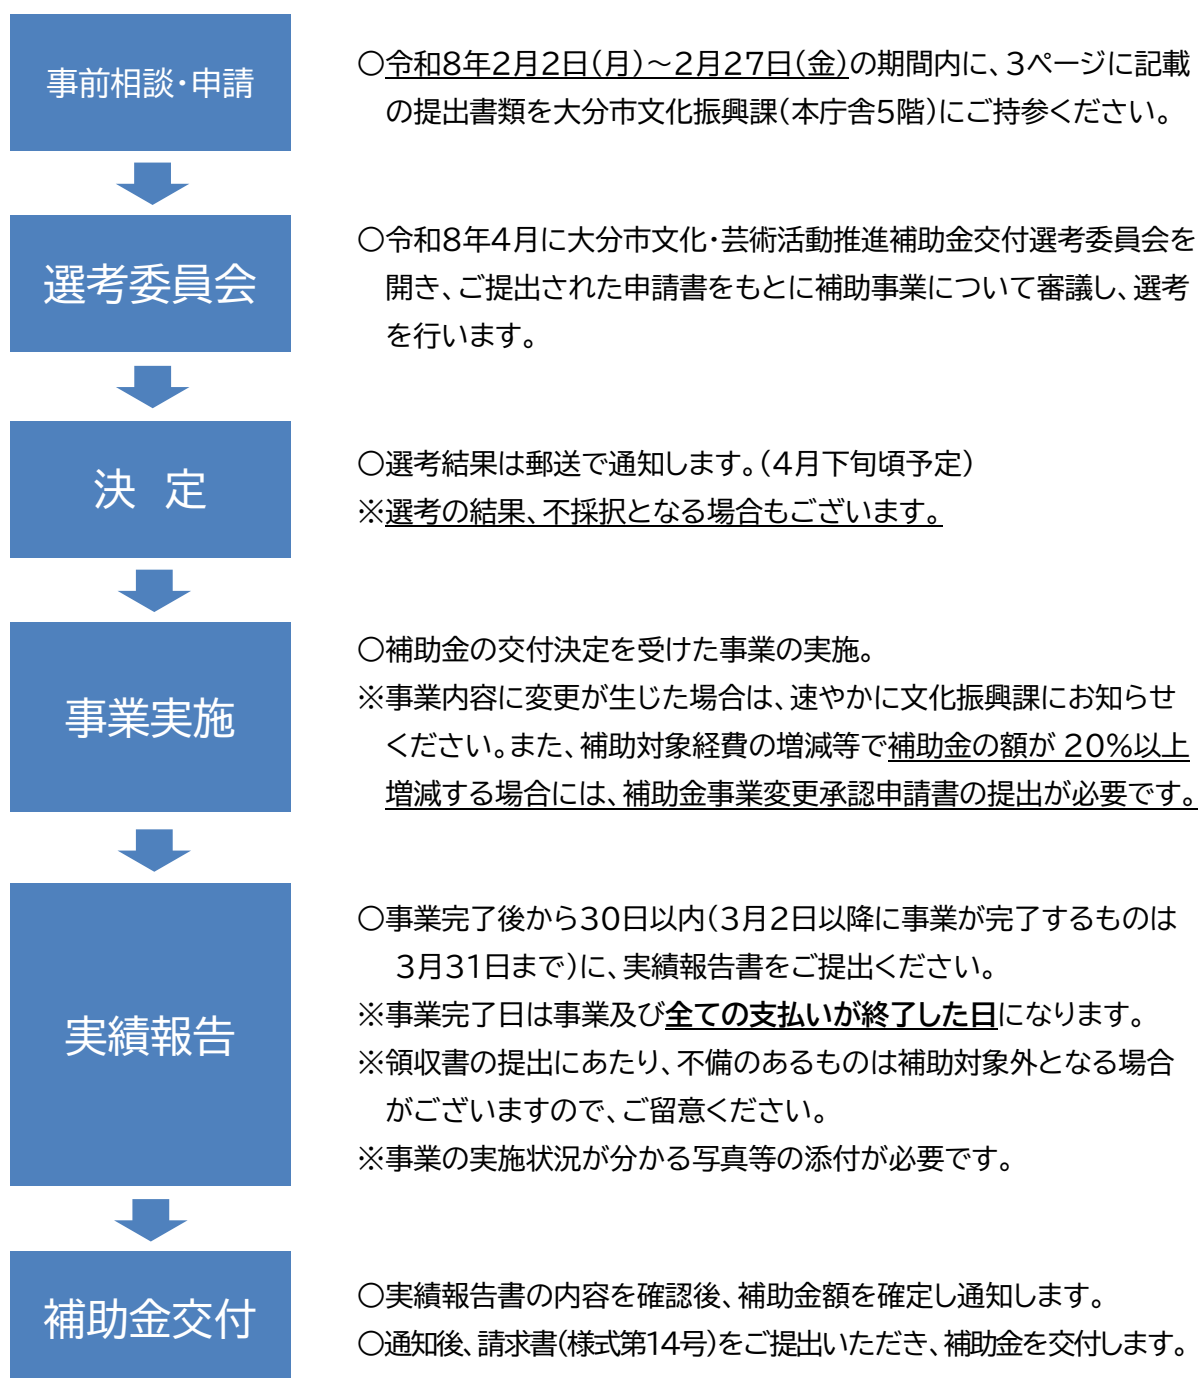 事前相談・申請
○令和8年2月2日(月)～2月27日(金)の期間内に、3ページに記載
の提出書類を大分市文化振興課(本庁舎5階)にご持参ください。
選考委員会
○令和8年4月に大分市文化・芸術活動推進補助金交付選考委員会を
開き、ご提出された申請書をもとに補助事業について審議し、選考
を行います。
決 定
○選考結果は郵送で通知します。(4月下旬頃予定)
※選考の結果、不採択となる場合もございます。
事業実施
○補助金の交付決定を受けた事業の実施。
※事業内容に変更が生じた場合は、速やかに文化振興課にお知らせ
ください。また、補助対象経費の増減等で補助金の額が 20%以上
増減する場合には、補助金事業変更承認申請書の提出が必要です。
実績報告
○事業完了後から30日以内(3月2日以降に事業が完了するものは
3月31日まで)に、実績報告書をご提出ください。
※事業完了日は事業及び全ての支払いが終了した日になります。
※領収書の提出にあたり、不備のあるものは補助対象外となる場合
がございますので、ご留意ください。
※事業の実施状況が分かる写真等の添付が必要です。
補助金交付
○実績報告書の内容を確認後、補助金額を確定し通知します。
○通知後、請求書(様式第14号)をご提出いただき、補助金を交付します。